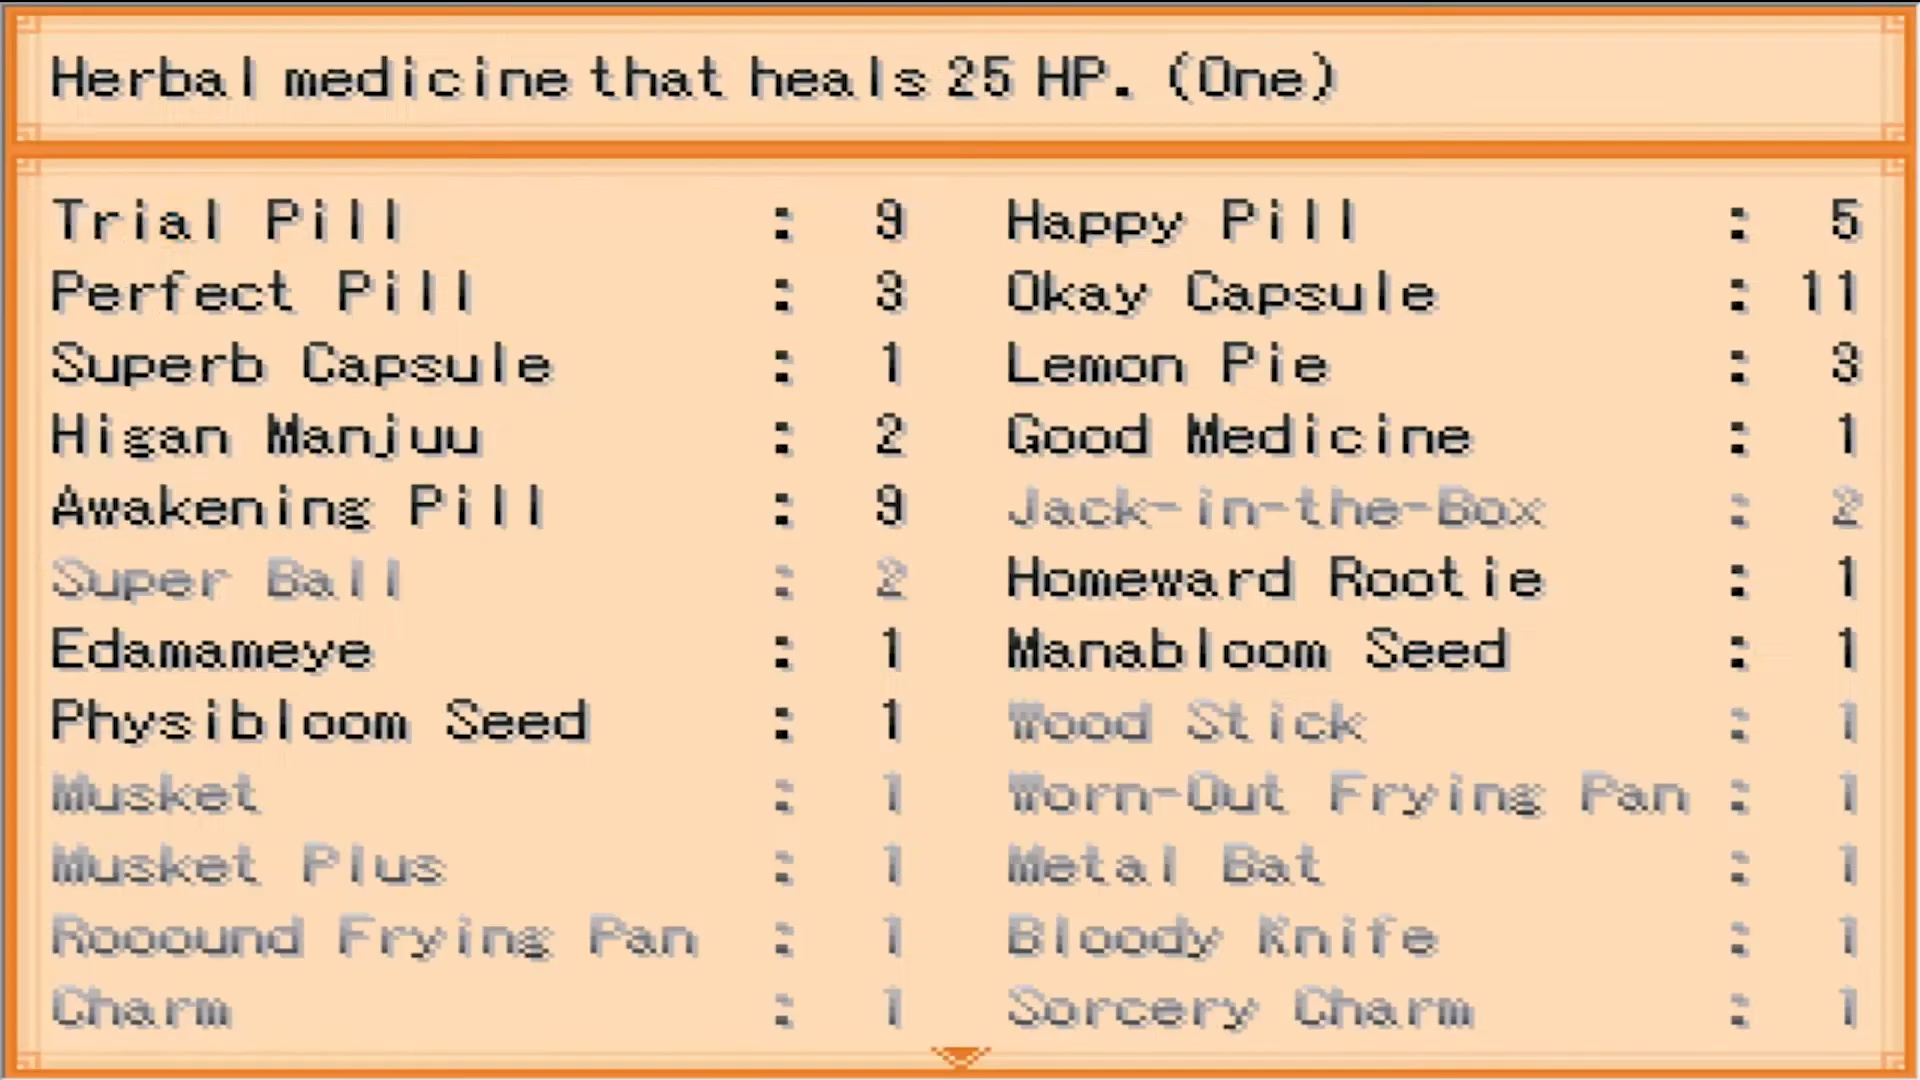 Herbal medicine that heals 25 HP. (One)
Trial Pill : 9 Happy Pill : 5
Perfect Pill : 3 Okay Capsule : 11
Superb Capsule : 1 Lemon Pie : 3
Higan Manjuu : 2 Good Medicine : 1
Awakening Pill : 9 Jack-in-the-Box : 2
Super Ball : 2 Homeward Rootie : 1
Edamameye : 1 Manabloom Seed : 1
Physibloom Seed : 1 Wood Stick : 1
Musket : 1 Worn-Out Frying Pan : 1
Musket Plus : 1 Metal Bat : 1
Rooound Frying Pan : 1 Bloody Knife : 1
Charm : 1 Sorcery Charm : 1